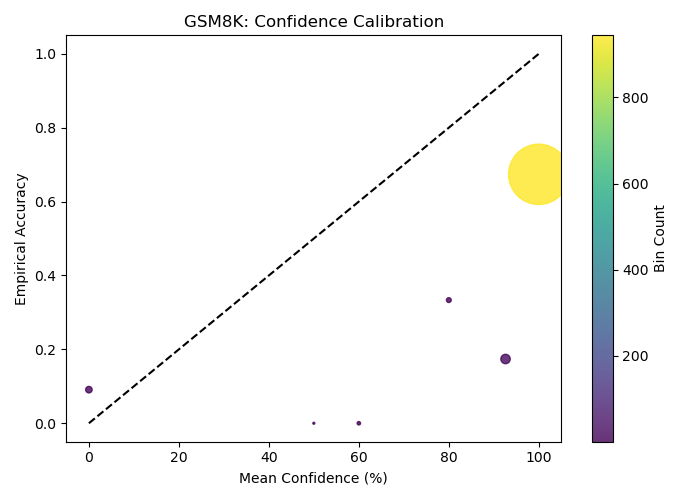 GSM8K: Confidence Calibration
1.0
0.8
0.6
0.4
0.2
0.0
Empirical Accuracy
0 20 40 60 80 100
Mean Confidence (%)
800
600
400
200
Bin Count